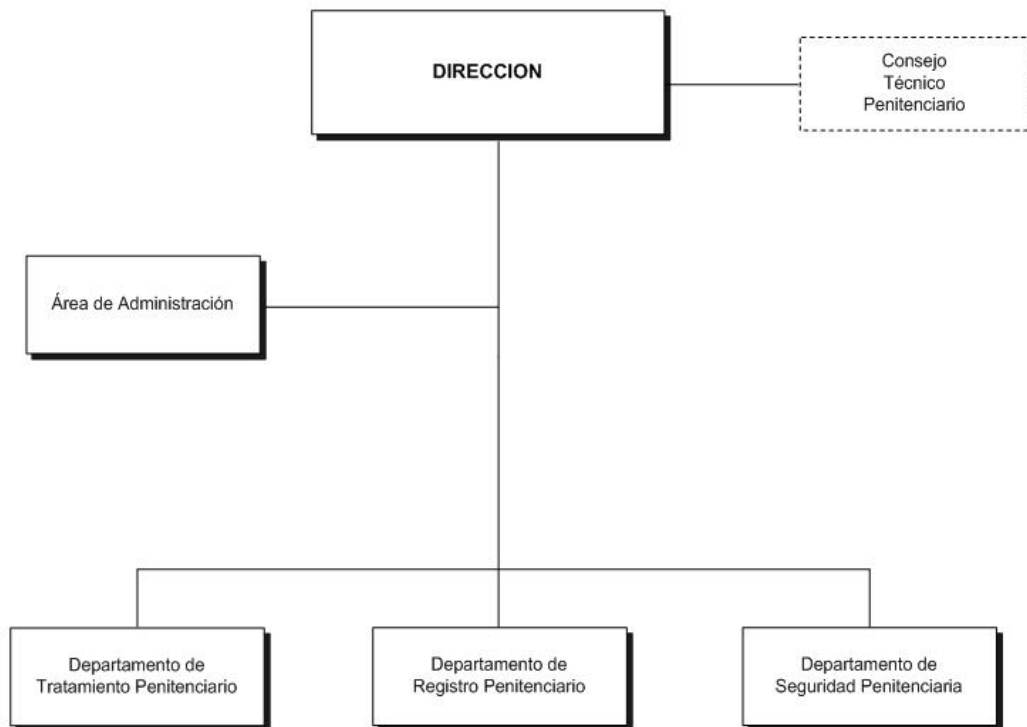 DIRECCION
Consejo
Técnico
Penitenciario
Área de Administración
Departamento de
Tratamiento Penitenciario
Departamento de
Registro Penitenciario
Departamento de
Seguridad Penitenciaria